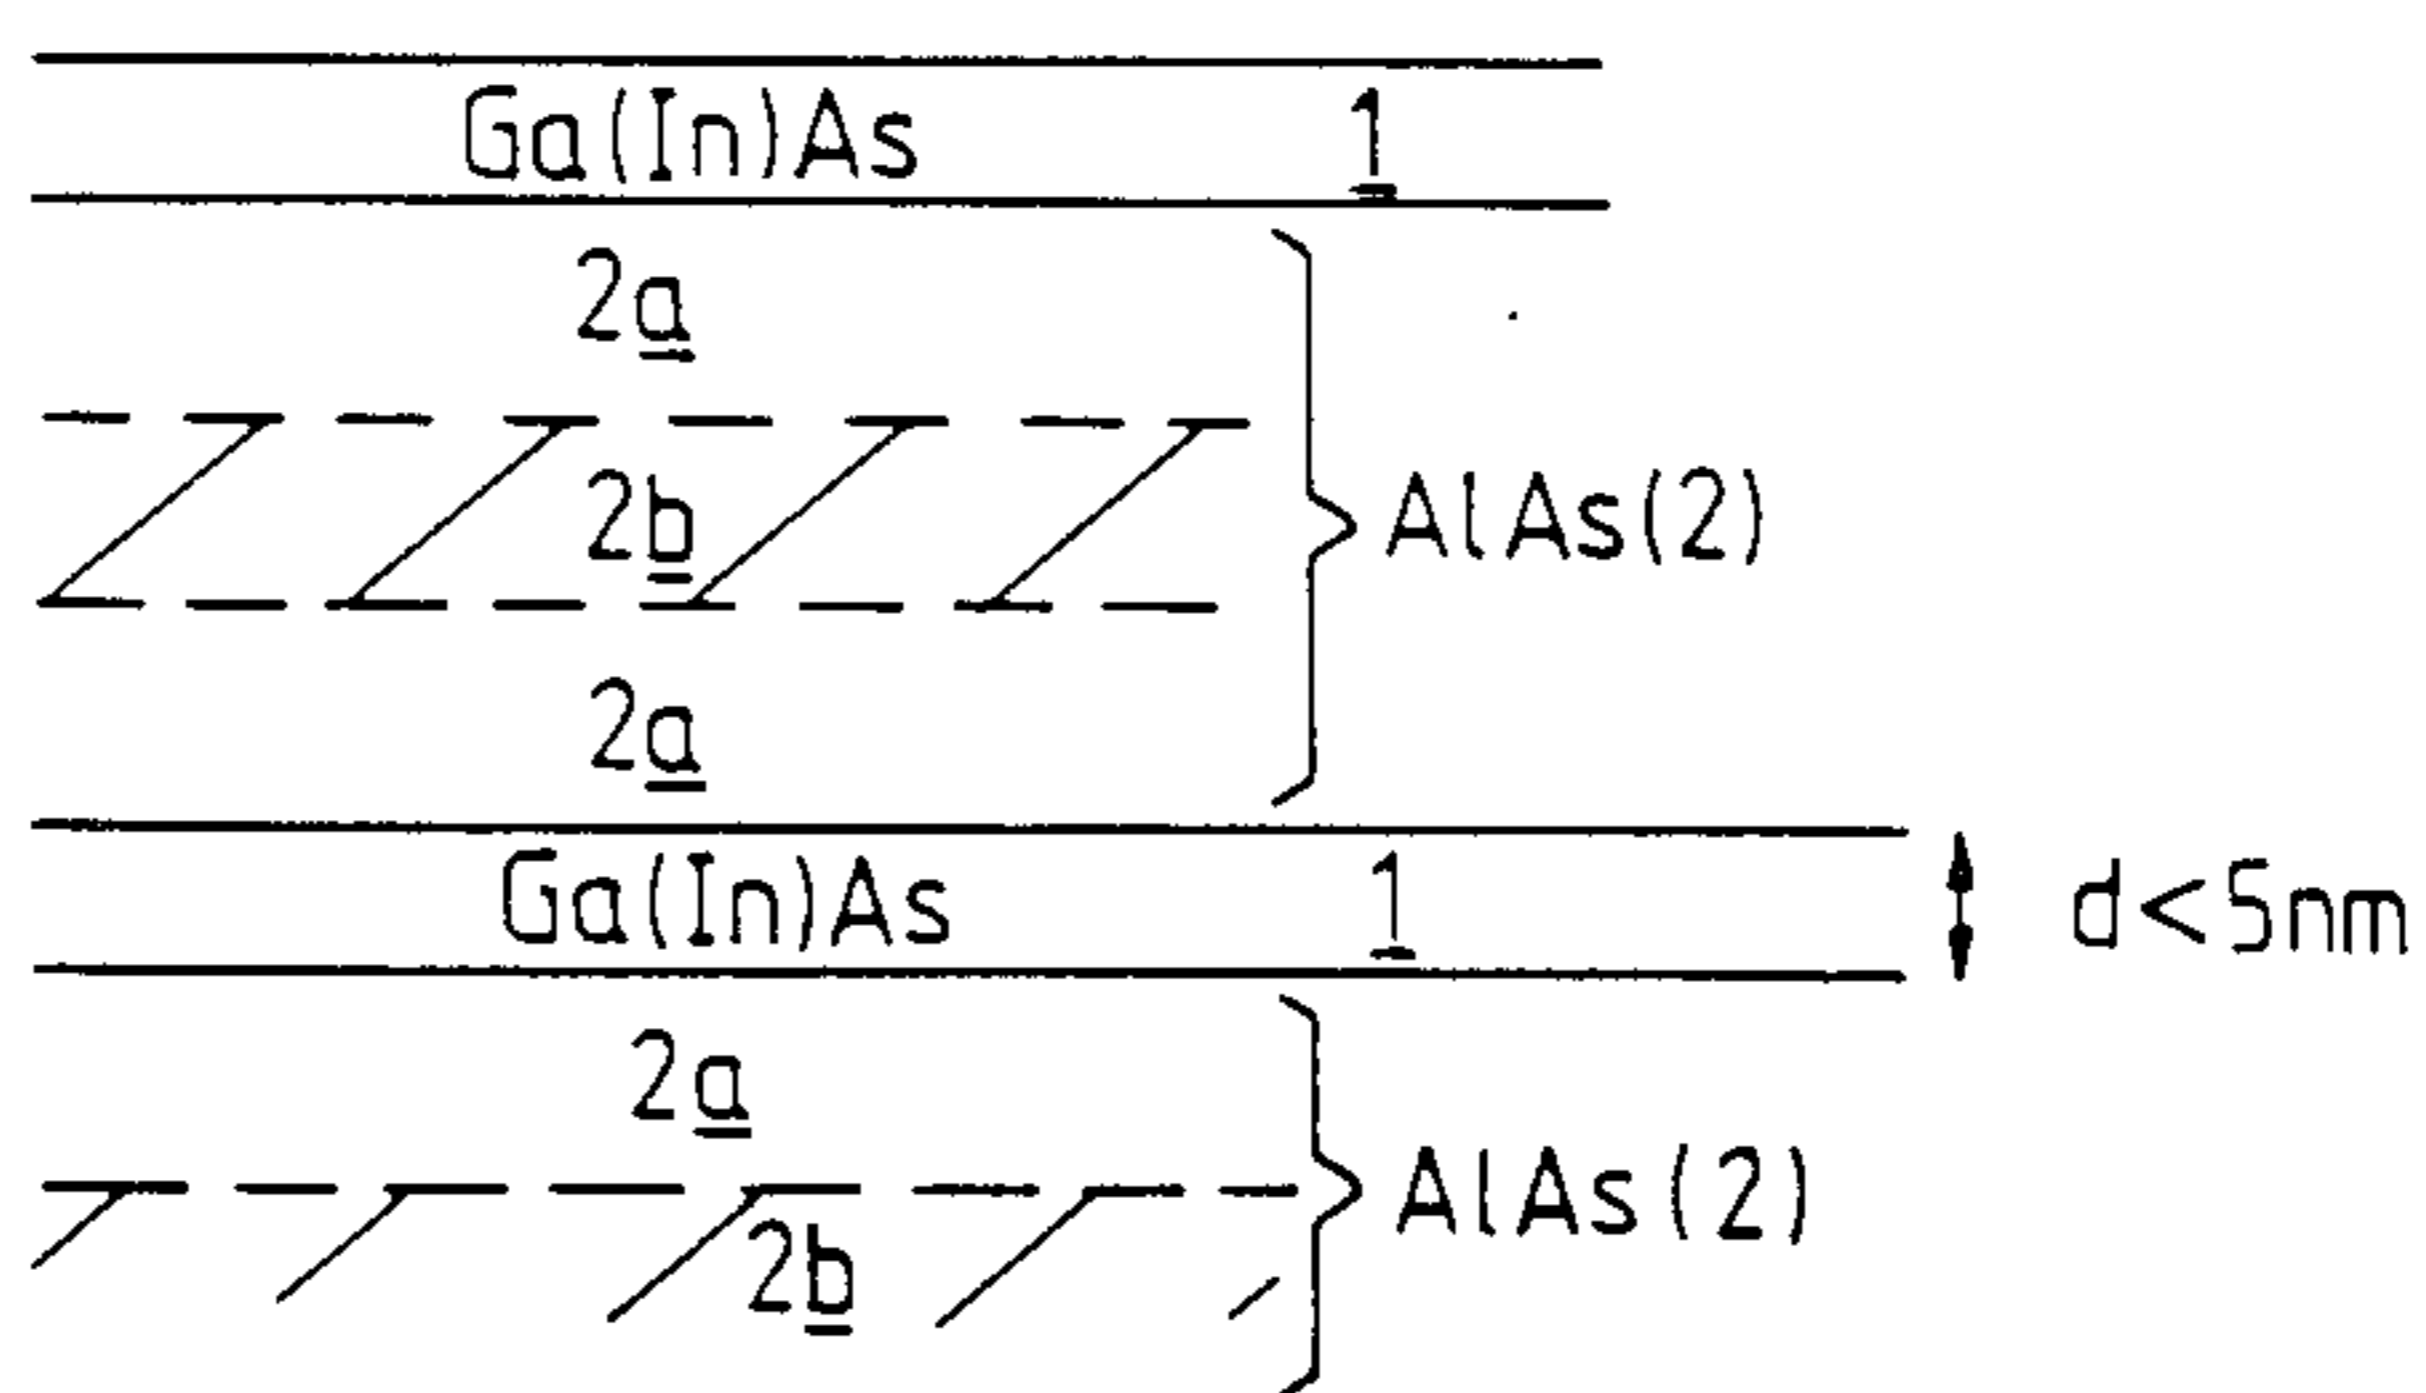 Ga(In)As 1
2a
2b AlAs(2)
2a
Ga(In)As 1 d<5nm
2a
AlAs(2)
2b